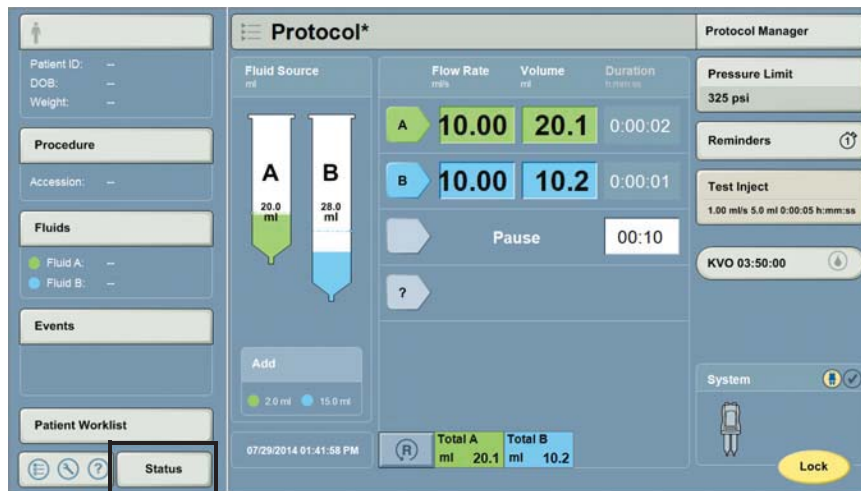 Protocol*
Protocol Manager
Patient ID: --
DOB: --
Weight: --
Procedure
Accession: --
Fluids
Fluid A: --
Fluid B: --
Events
Patient Worklist
? Status
Fluid Source
ml
A B
20.0 28.0
ml ml
Add
2.0 ml 15.0 ml
07/29/2014 01:41:58 PM
Flow Rate Volume Duration
ml/s ml h:mm:ss
A 10.00 20.1 0:00:02
B 10.00 10.2 0:00:01
Pause 00:10
?
R
Total A Total B
ml 20.1 ml 10.2
Pressure Limit
325 psi
Reminders 1
Test Inject
1.00 ml/s 5.0 ml 0:00:05 h:mm:ss
KVO 03:50:00
System
Lock